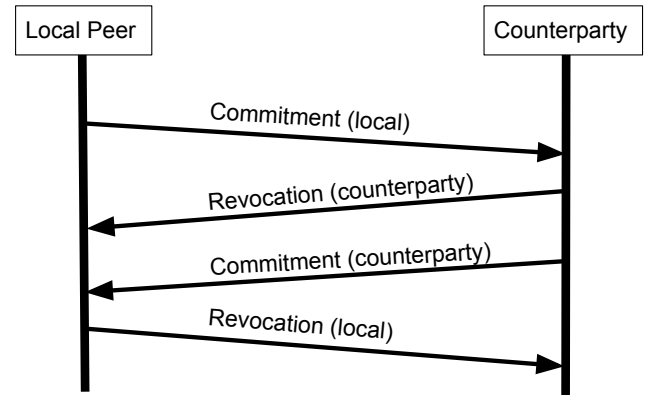 Local Peer
Counterparty
Commitment (local)
Revocation (counterparty)
Commitment (counterparty)
Revocation (local)